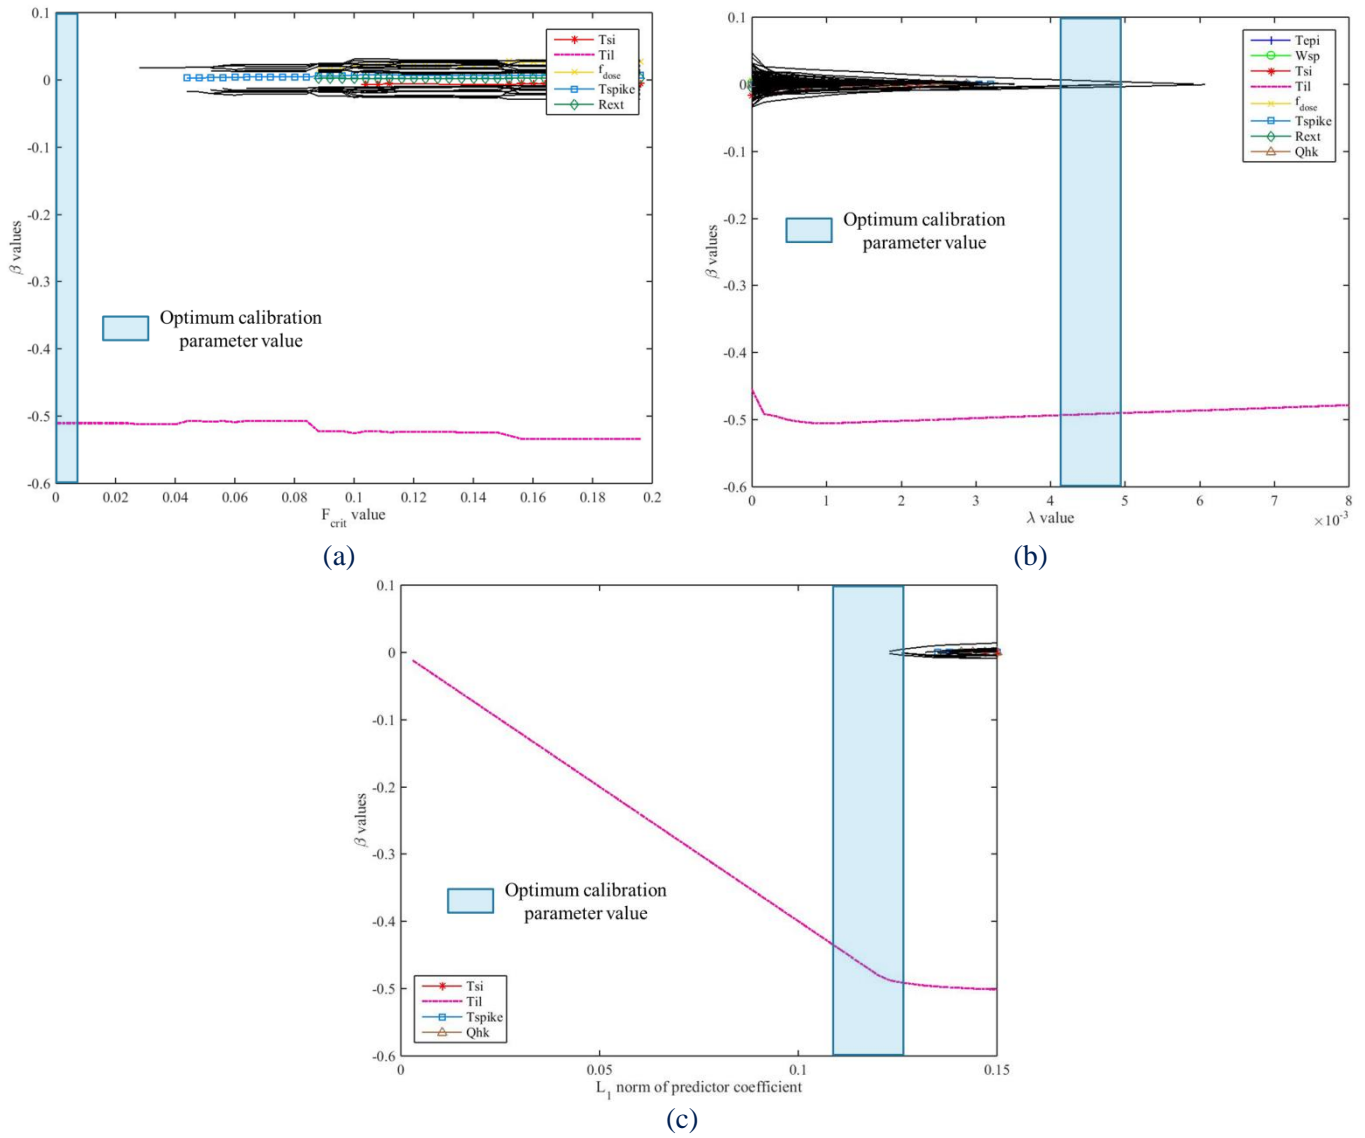 0.1
0
-0.1
-0.2
-0.3
-0.4
-0.5
-0.6
β values
0
0.02
0.04
0.06
0.08
0.1
0.12
0.14
0.16
0.18
0.2
F_crit value
Tsi
Til
f_dose
Tspike
Rext
Optimum calibration
parameter value
(a)
0.1
0
-0.1
-0.2
-0.3
-0.4
-0.5
-0.6
β values
0
1
2
3
4
5
6
7
8
×10⁻³
λ value
Tepi
Wsp
Tsi
Til
f_dose
Tspike
Rext
Qhk
Optimum calibration
parameter value
(b)
0.1
0
-0.1
-0.2
-0.3
-0.4
-0.5
-0.6
β values
0
0.05
0.1
0.15
L₁ norm of predictor coefficient
Optimum calibration
parameter value
Tsi
Til
Tspike
Qhk
(c)